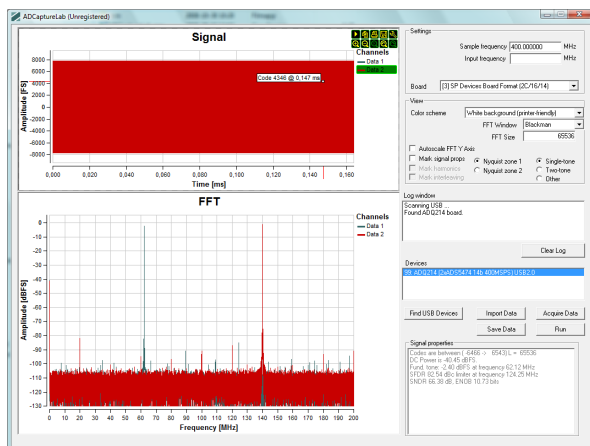 ADCaptureLab (Unregistered)
Signal
Channels
Data 1
Data 2
Code 4346 @ 0,147 ms
Amplitude [FS]
8000
6000
4000
2000
0
-2000
-4000
-6000
-8000
0,000 0,020 0,040 0,060 0,080 0,100 0,120 0,140 0,160
Time [ms]
FFT
Channels
Data 1
Data 2
Amplitude [dBFS]
0
-10
-20
-30
-40
-50
-60
-70
-80
-90
-100
-110
-120
-130
0 10 20 30 40 50 60 70 80 90 100 110 120 130 140 150 160 170 180 190 200
Frequency [MHz]
Settings
Sample frequency 400.000000 MHz
Input frequency MHz
Board [3] SP Devices Board Format (2C/16/14)
View
Color scheme White background (printer-friendly)
FFT Window Blackman
FFT Size 65536
Autoscale FFT Y Axis
Mark signal props Nyquist zone 1 Single-tone
Mark harmonics Nyquist zone 2 Two-tone
Mark interleaving Other
Log window
Scanning USB ...
Found ADQ214 board.
Clear Log
Devices
99: ADQ214 (2xADS5474 14b 400MSPS) USB2.0
Find USB Devices Import Data Acquire Data
Save Data Run
Signal properties
Codes are between ( -6466 -> 6543) L = 65536
DC Power is -40.45 dBFS.
Fund. tone: -2.40 dBFS at frequency 62.12 MHz
SFDR 82.54 dBc limiter at frequency 124.25 MHz
SNDR 66.38 dB, ENOB 10.73 bits